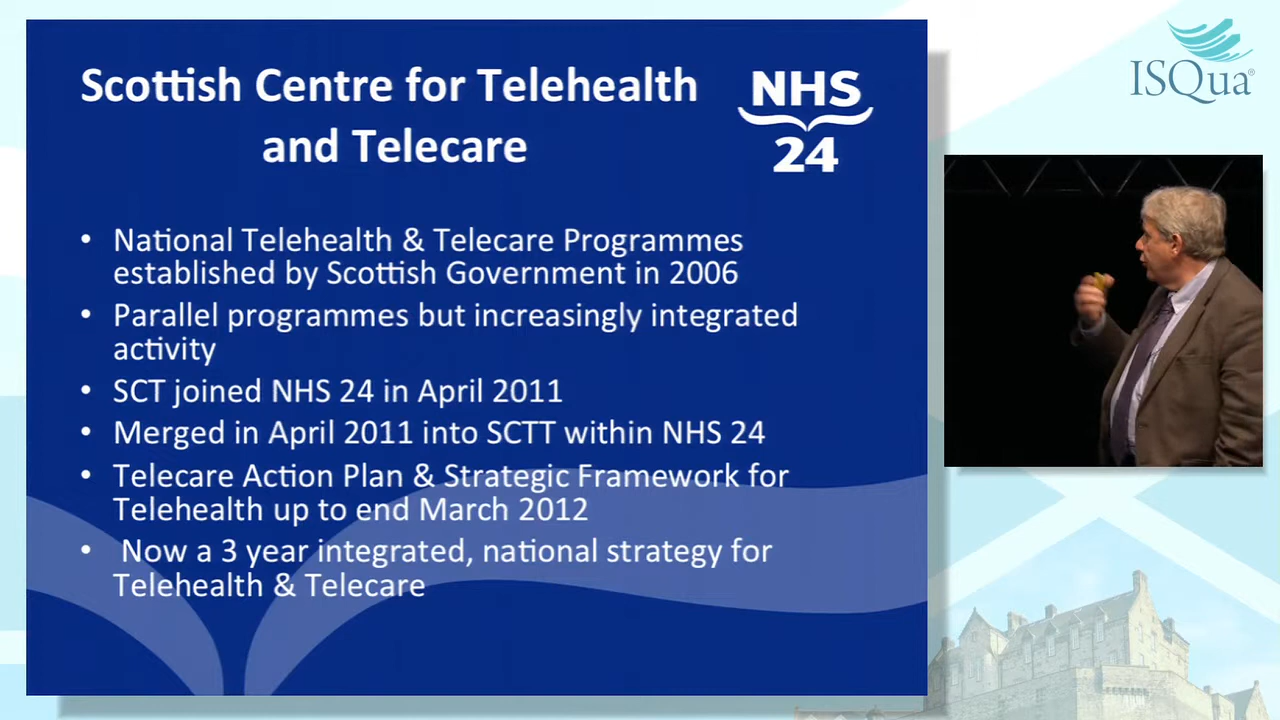 Scottish Centre for Telehealth
and Telecare
NHS
24
ISQua®
• National Telehealth & Telecare Programmes
established by Scottish Government in 2006
• Parallel programmes but increasingly integrated
activity
• SCT joined NHS 24 in April 2011
• Merged in April 2011 into SCTT within NHS 24
• Telecare Action Plan & Strategic Framework for
Telehealth up to end March 2012
• Now a 3 year integrated, national strategy for
Telehealth & Telecare